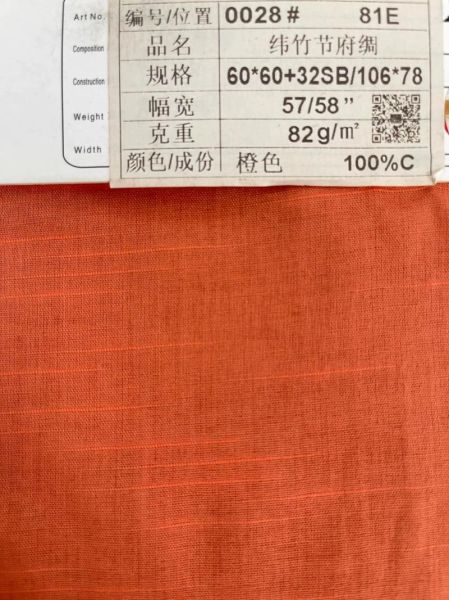 Art No. 编号/位置 0028# 81E
Composition 品名 纬竹节府绸
Construction 规格 60*60+32SB/106*78
Weight 幅宽 57/58”
克重 82g/m²
Width 颜色/成份 橙色 100%C